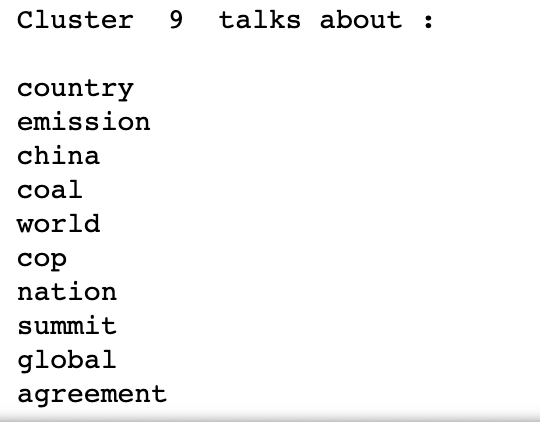 Cluster  9  talks about :
country
emission
china
coal
world
cop
nation
summit
global
agreement